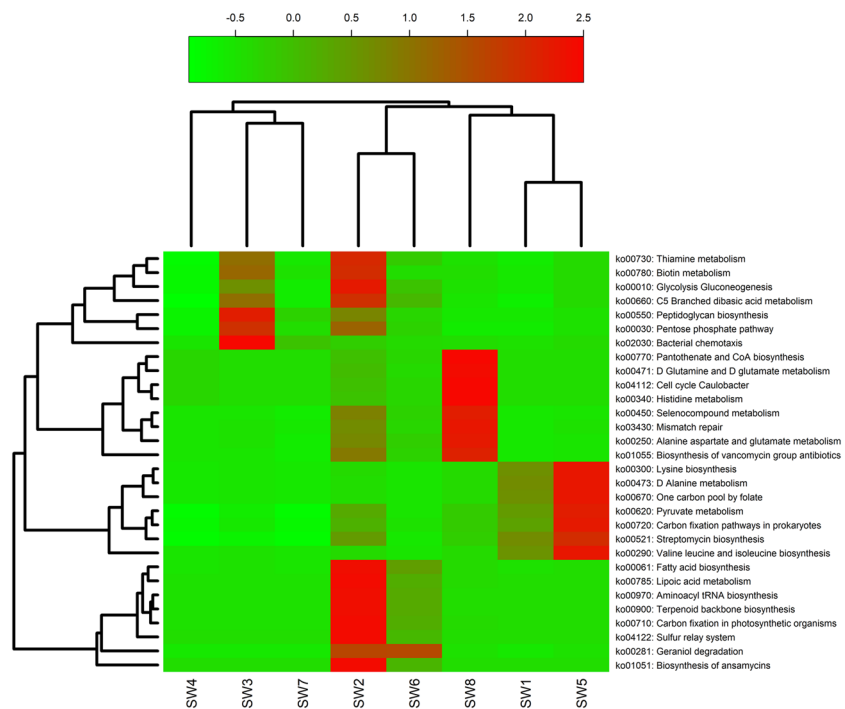 -0.5 0.0 0.5 1.0 1.5 2.0 2.5
ko00730: Thiamine metabolism
ko00780: Biotin metabolism
ko00010: Glycolysis Gluconeogenesis
ko00660: C5 Branched dibasic acid metabolism
ko00550: Peptidoglycan biosynthesis
ko00030: Pentose phosphate pathway
ko02030: Bacterial chemotaxis
ko00770: Pantothenate and CoA biosynthesis
ko00471: D Glutamine and D glutamate metabolism
ko04112: Cell cycle Caulobacter
ko00340: Histidine metabolism
ko00450: Selenocompound metabolism
ko03430: Mismatch repair
ko00250: Alanine aspartate and glutamate metabolism
ko01055: Biosynthesis of vancomycin group antibiotics
ko00300: Lysine biosynthesis
ko00473: D Alanine metabolism
ko00670: One carbon pool by folate
ko00620: Pyruvate metabolism
ko00720: Carbon fixation pathways in prokaryotes
ko00521: Streptomycin biosynthesis
ko00290: Valine leucine and isoleucine biosynthesis
ko00061: Fatty acid biosynthesis
ko00785: Lipoic acid metabolism
ko00970: Aminoacyl tRNA biosynthesis
ko00900: Terpenoid backbone biosynthesis
ko00710: Carbon fixation in photosynthetic organisms
ko04122: Sulfur relay system
ko00281: Geraniol degradation
ko01051: Biosynthesis of ansamycins
SW4 SW3 SW7 SW2 SW6 SW8 SW1 SW5